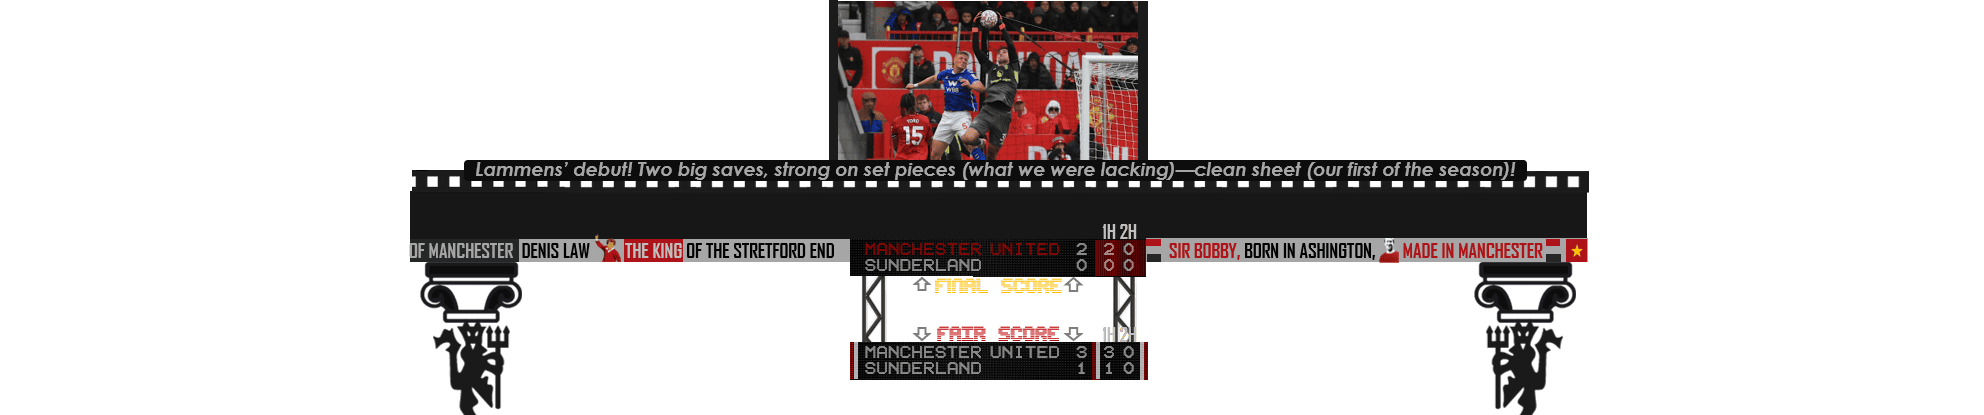 YORO
15
W88
Lammens’ debut! Two big saves, strong on set pieces (what we were lacking)—clean sheet (our first of the season)!
1H 2H
OF MANCHESTER DENIS LAW THE KING OF THE STRETFORD END
MANCHESTER UNITED 2 2 0
SUNDERLAND 0 0 0
SIR BOBBY, BORN IN ASHINGTON, MADE IN MANCHESTER
FINAL SCORE
FAIR SCORE
1H 2H
MANCHESTER UNITED 3 3 0
SUNDERLAND 1 1 0